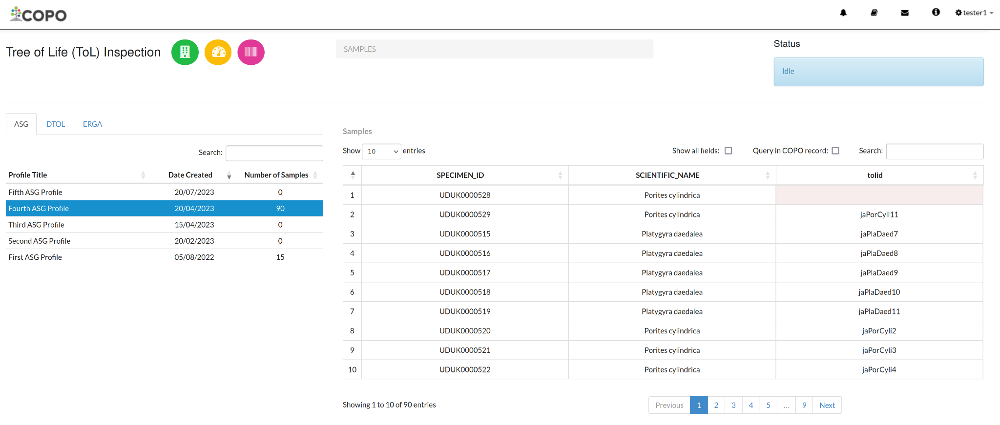 COPO
tester1
Tree of Life (ToL) Inspection
SAMPLES
Status
Idle
ASG DTOL ERGA
Search:
Profile Title Date Created Number of Samples
Fifth ASG Profile 20/07/2023 0
Fourth ASG Profile 20/04/2023 90
Third ASG Profile 15/04/2023 0
Second ASG Profile 20/02/2023 0
First ASG Profile 05/08/2022 15
Samples
Show 10 entries Show all fields: Query in COPO record: Search:
SPECIMEN_ID SCIENTIFIC_NAME tolid
1 UDUK0000528 Porites cylindrica
2 UDUK0000529 Porites cylindrica jaPorCyli11
3 UDUK0000515 Platygyra daedalea jaPlaDaed7
4 UDUK0000516 Platygyra daedalea jaPlaDaed8
5 UDUK0000517 Platygyra daedalea jaPlaDaed9
6 UDUK0000518 Platygyra daedalea jaPlaDaed10
7 UDUK0000519 Platygyra daedalea jaPlaDaed11
8 UDUK0000520 Porites cylindrica jaPorCyli2
9 UDUK0000521 Porites cylindrica jaPorCyli3
10 UDUK0000522 Porites cylindrica jaPorCyli4
Showing 1 to 10 of 90 entries
Previous 1 2 3 4 5 ... 9 Next